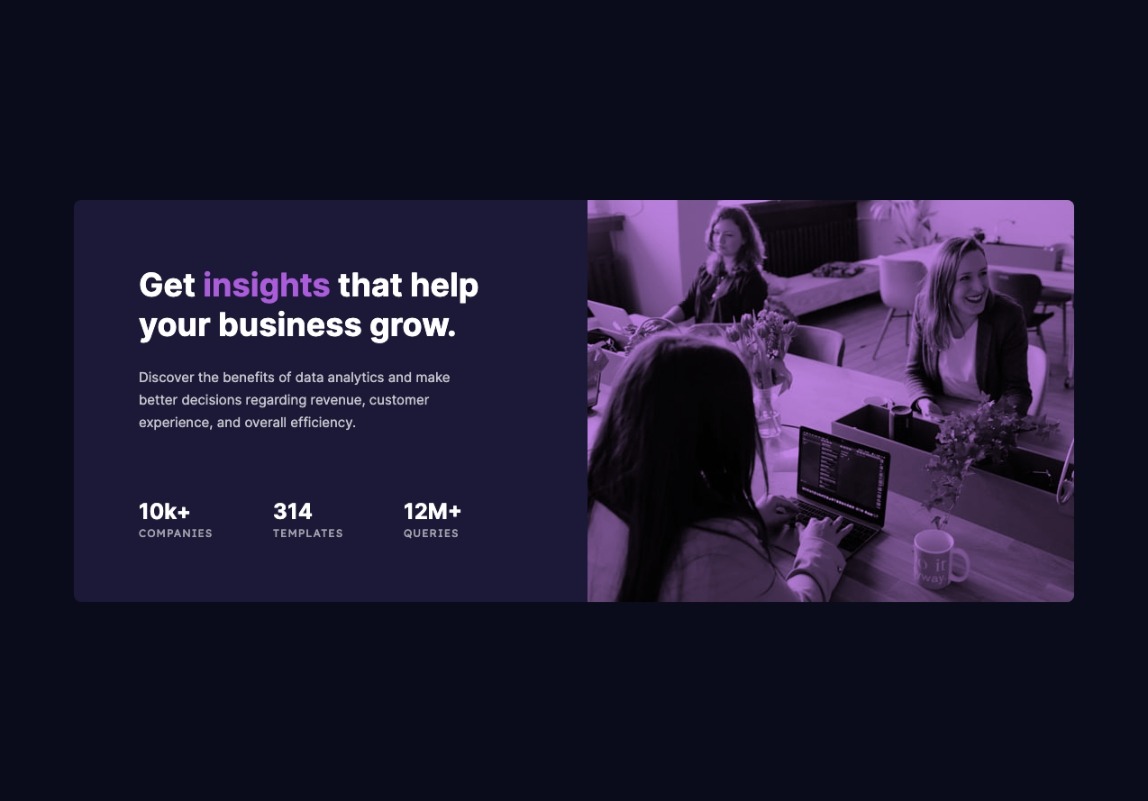 Get insights that help
your business grow.
Discover the benefits of data analytics and make
better decisions regarding revenue, customer
experience, and overall efficiency.
10k+ 314 12M+
COMPANIES TEMPLATES QUERIES